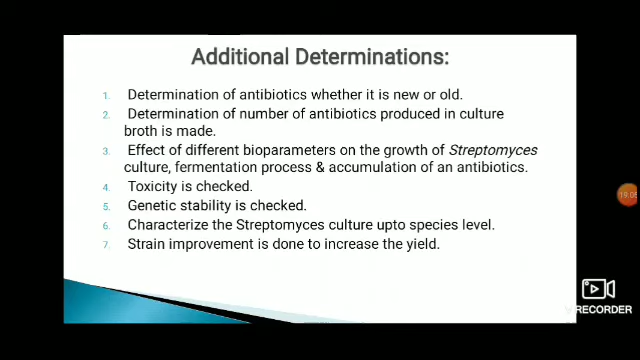 Additional Determinations:
1. Determination of antibiotics whether it is new or old.
2. Determination of number of antibiotics produced in culture
broth is made.
3. Effect of different bioparameters on the growth of Streptomyces
culture, fermentation process & accumulation of an antibiotics.
4. Toxicity is checked.
5. Genetic stability is checked.
6. Characterize the Streptomyces culture upto species level.
7. Strain improvement is done to increase the yield.
19:05
RECORDER